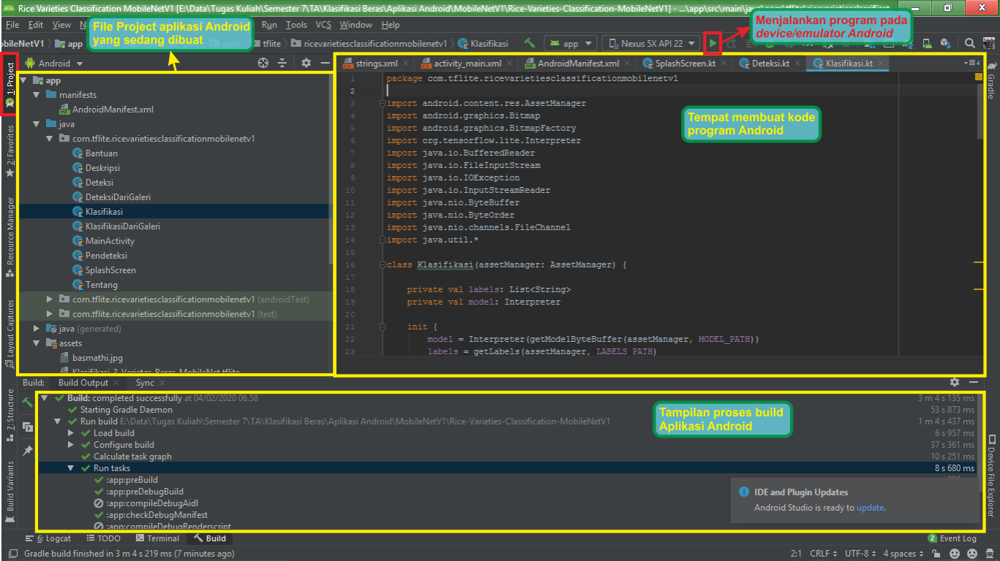 Rice Varieties Classification MobileNetV1 [E:\Data\Tugas Kuliah\Semester 7\TA\Klasifikasi Beras\Aplikasi Android\MobileNetV1\Rice-Varieties-Classification-MobileNetV1] - ...\app\src\main\java\
File Edit View Run Tools VCS Window Help
File Project aplikasi Android
yang sedang dibuat
Menjalankan program pada
device/emulator Android
obileNetV1 app tflite ricevarietiesclassificationmobilenetv1 Klasifikasi app Nexus 5X API 22
Android
strings.xml activity_main.xml AndroidManifest.xml SplashScreen.kt Deteksi.kt Klasifikasi.kt
1: Project
2: Favorites
Resource Manager
Layout Captures
7: Structure
Build Variants
app
manifests
AndroidManifest.xml
java
com.tflite.ricevarietiesclassificationmobilenetv1
Bantuan
Deskripsi
Deteksi
DeteksiDariGaleri
Klasifikasi
KlasifikasiDariGaleri
MainActivity
Pendeteksi
SplashScreen
Tentang
com.tflite.ricevarietiesclassificationmobilenetv1 (androidTest)
com.tflite.ricevarietiesclassificationmobilenetv1 (test)
java (generated)
assets
basmathi.jpg
Klasifikasi_3_Varietas_Beras_MobileNet.tflite
1 package com.tflite.ricevarietiesclassificationmobilenetv1
2
3 import android.content.res.AssetManager
4 import android.graphics.Bitmap
5 import android.graphics.BitmapFactory
6 import org.tensorflow.lite.Interpreter
7 import java.io.BufferedReader
8 import java.io.FileInputStream
9 import java.io.IOException
10 import java.io.InputStreamReader
11 import java.nio.ByteBuffer
12 import java.nio.ByteOrder
13 import java.nio.channels.FileChannel
14 import java.util.*
15
16 class Klasifikasi(assetManager: AssetManager) {
17
18 private val labels: List<String>
19 private val model: Interpreter
20
21 init {
22 model = Interpreter(getModelByteBuffer(assetManager, MODEL_PATH))
23 labels = getLabels(assetManager, LABELS_PATH)
Tempat membuat kode
program Android
Gradle
Device File Explorer
Build: Build Output Sync
Build: completed successfully at 04/02/2020 06.58 3 m 4 s 135 ms
Starting Gradle Daemon 53 s 873 ms
Run build E:\Data\Tugas Kuliah\Semester 7\TA\Klasifikasi Beras\Aplikasi Android\MobileNetV1\Rice-Varieties-Classification-MobileNetV1 1 m 4 s 437 ms
Load build 6 s 957 ms
Configure build 37 s 361 ms
Calculate task graph 10 s 251 ms
Run tasks 8 s 680 ms
:app:preBuild
:app:preDebugBuild
:app:compileDebugAidl
:app:checkDebugManifest
:app:compileDebugRenderscript
Tampilan proses build
Aplikasi Android
IDE and Plugin Updates
Android Studio is ready to update.
6: Logcat TODO Terminal Build 2 Event Log
Gradle build finished in 3 m 4 s 219 ms (7 minutes ago) 2:1 CRLF UTF-8 4 spaces